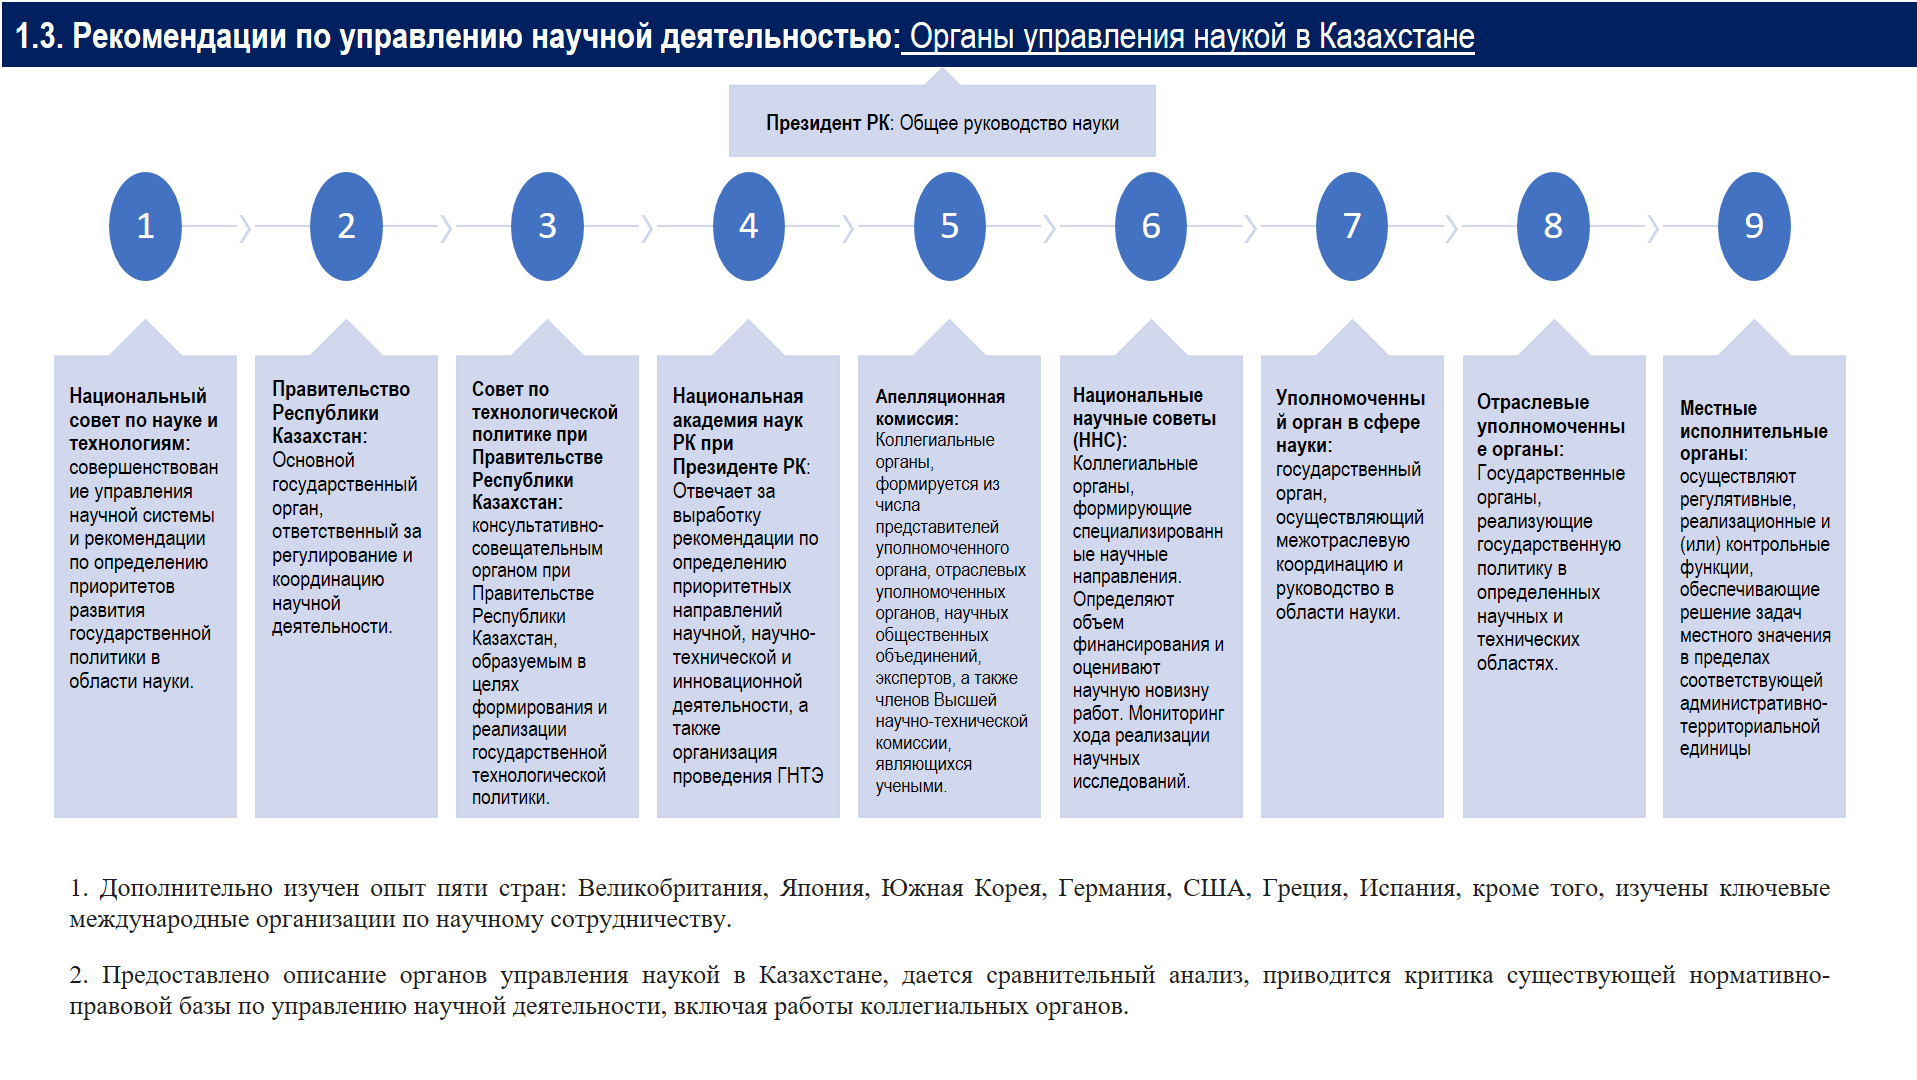 1.3. Рекомендации по управлению научной деятельностью: Органы управления наукой в Казахстане
Президент РК: Общее руководство науки
1
2
3
4
5
6
7
8
9
Национальный
совет по науке и
технологиям:
совершенствован
ие управления
научной системы
и рекомендации
по определению
приоритетов
развития
государственной
политики в
области науки.
Правительство
Республики
Казахстан:
Основной
государственный
орган,
ответственный за
регулирование и
координацию
научной
деятельности.
Совет по
технологической
политике при
Правительстве
Республики
Казахстан:
консультативно-
совещательным
органом при
Правительстве
Республики
Казахстан,
образуемым в
целях
формирования и
реализации
государственной
технологической
политики.
Национальная
академия наук
РК при
Президенте РК:
Отвечает за
выработку
рекомендации по
определению
приоритетных
направлений
научной, научно-
технической и
инновационной
деятельности, а
также
организация
проведения ГНТЭ
Апелляционная
комиссия:
Коллегиальные
органы,
формируется из
числа
представителей
уполномоченного
органа, отраслевых
уполномоченных
органов, научных
общественных
объединений,
экспертов, а также
членов Высшей
научно-технической
комиссии,
являющихся
учеными.
Национальные
научные советы
(ННС):
Коллегиальные
органы,
формирующие
специализированн
ые научные
направления.
Определяют
объем
финансирования и
оценивают
научную новизну
работ. Мониторинг
хода реализации
научных
исследований.
Уполномоченны
й орган в сфере
науки:
государственный
орган,
осуществляющий
межотраслевую
координацию и
руководство в
области науки.
Отраслевые
уполномоченны
е органы:
Государственные
органы,
реализующие
государственную
политику в
определенных
научных и
технических
областях.
Местные
исполнительные
органы:
осуществляют
регулятивные,
реализационные и
(или) контрольные
функции,
обеспечивающие
решение задач
местного значения
в пределах
соответствующей
административно-
территориальной
единицы
1. Дополнительно изучен опыт пяти стран: Великобритания, Япония, Южная Корея, Германия, США, Греция, Испания, кроме того, изучены ключевые
международные организации по научному сотрудничеству.
2. Предоставлено описание органов управления наукой в Казахстане, дается сравнительный анализ, приводится критика существующей нормативно-
правовой базы по управлению научной деятельности, включая работы коллегиальных органов.